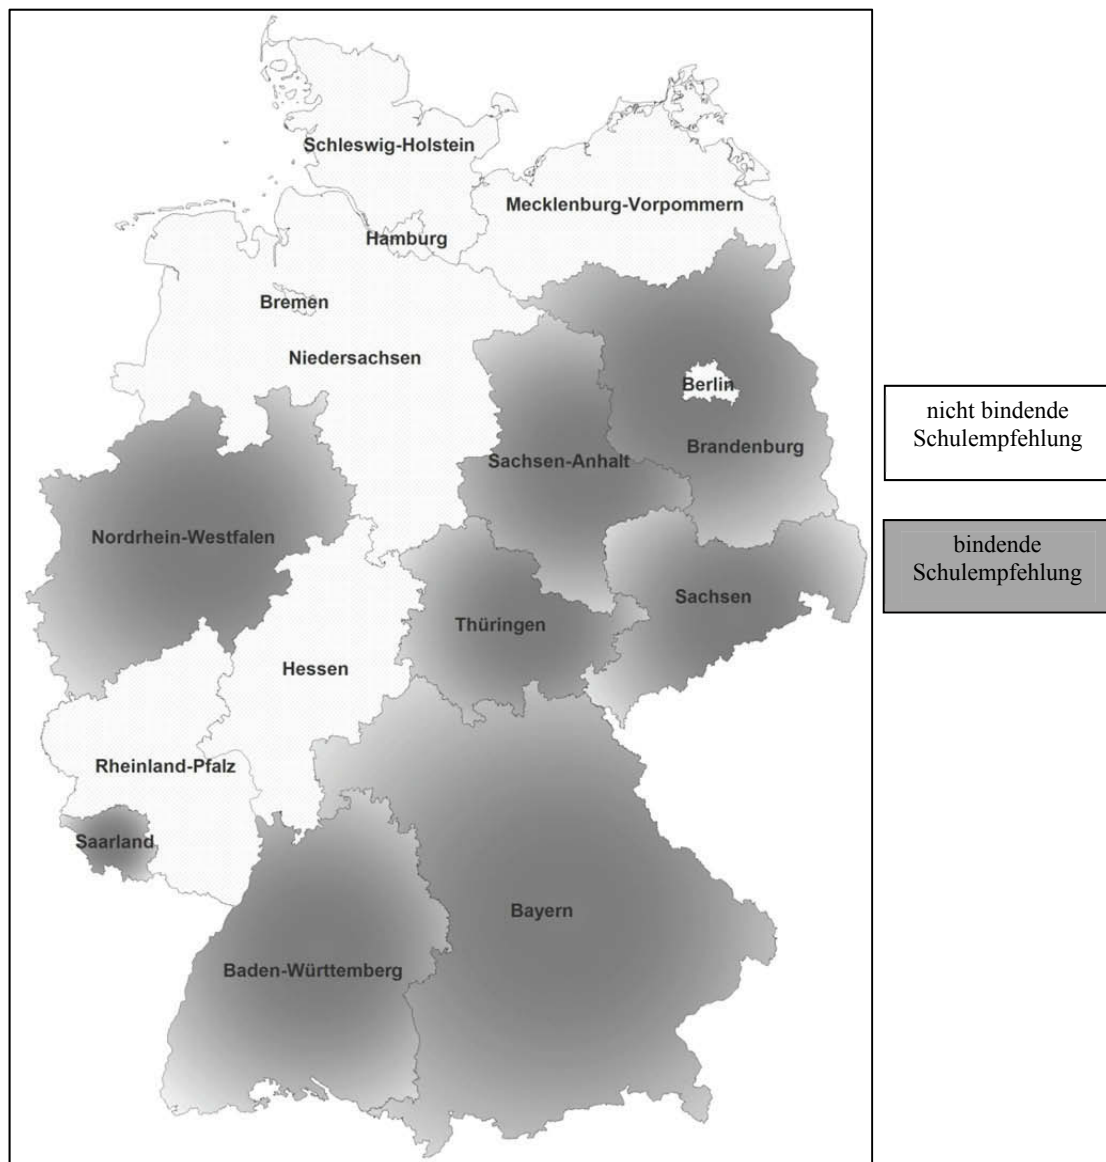 Schleswig-Holstein
Mecklenburg-Vorpommern
Hamburg
Bremen
Niedersachsen
Berlin
nicht bindende
Schulempfehlung
Brandenburg
Sachsen-Anhalt
Nordrhein-Westfalen
bindende
Schulempfehlung
Sachsen
Thüringen
Hessen
Rheinland-Pfalz
Saarland
Bayern
Baden-Württemberg